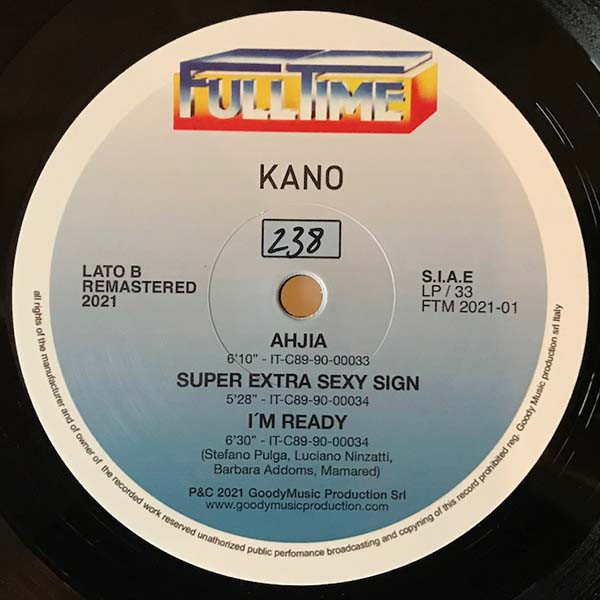 FULLTIME
KANO
238
LATO B
REMASTERED
2021
S.I.A.E
LP / 33
FTM 2021-01
AHJIA
6'10" - IT-C89-90-00033
SUPER EXTRA SEXY SIGN
5'28" - IT-C89-90-00034
I´M READY
6'30" - IT-C89-90-00034
(Stefano Pulga, Luciano Ninzatti,
Barbara Addoms, Mamared)
P&C 2021 GoodyMusic Production Srl
www.goodymusicproduction.com
all rights of the manufacturer and of owner of the recorded work reserved unathorized public perfomance broadcasting and copyning of this record prohibited reg. Goody Music production srl Italy